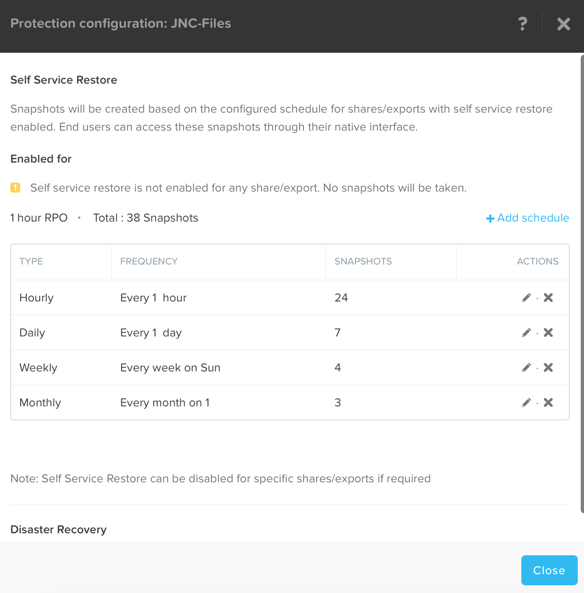 Protection configuration: JNC-Files
?
Self Service Restore
Snapshots will be created based on the configured schedule for shares/exports with self service restore
enabled. End users can access these snapshots through their native interface.
Enabled for
! Self service restore is not enabled for any share/export. No snapshots will be taken.
1 hour RPO · Total : 38 Snapshots + Add schedule
TYPE FREQUENCY SNAPSHOTS ACTIONS
Hourly Every 1 hour 24
Daily Every 1 day 7
Weekly Every week on Sun 4
Monthly Every month on 1 3
Note: Self Service Restore can be disabled for specific shares/exports if required
Disaster Recovery
Close